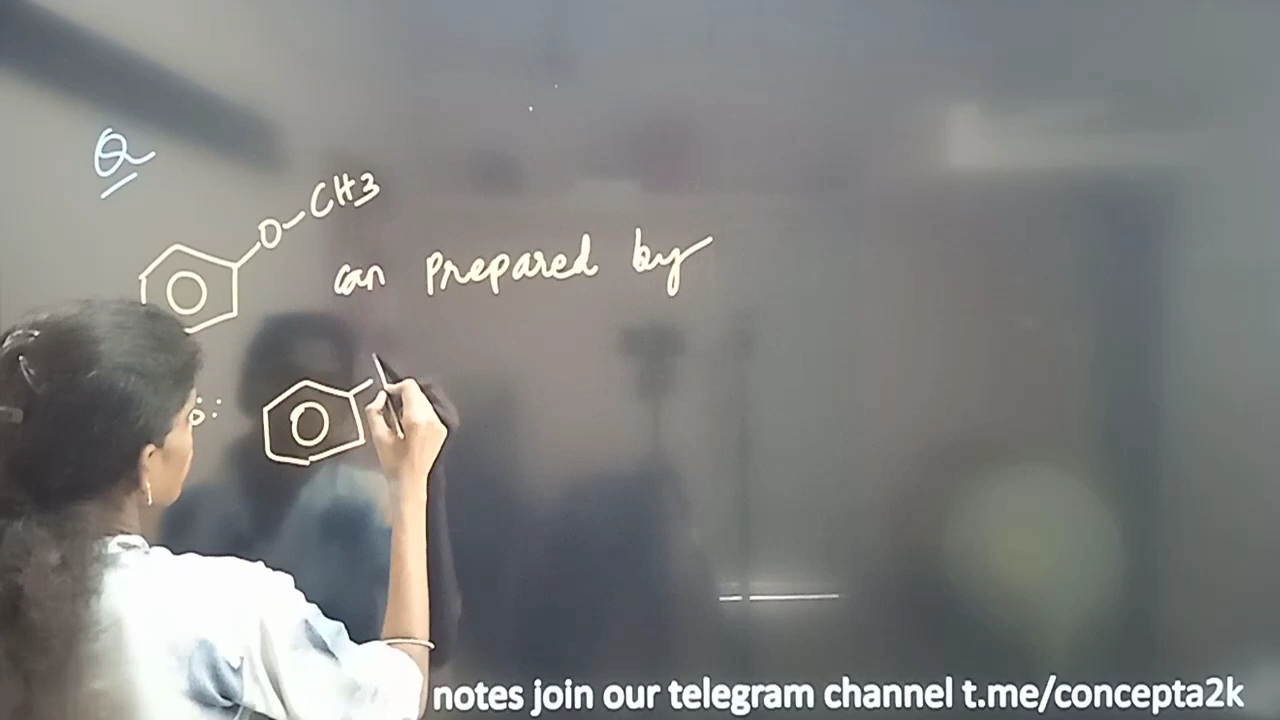 Q
O-CH3
can prepared by
notes join our telegram channel t.me/concepta2k